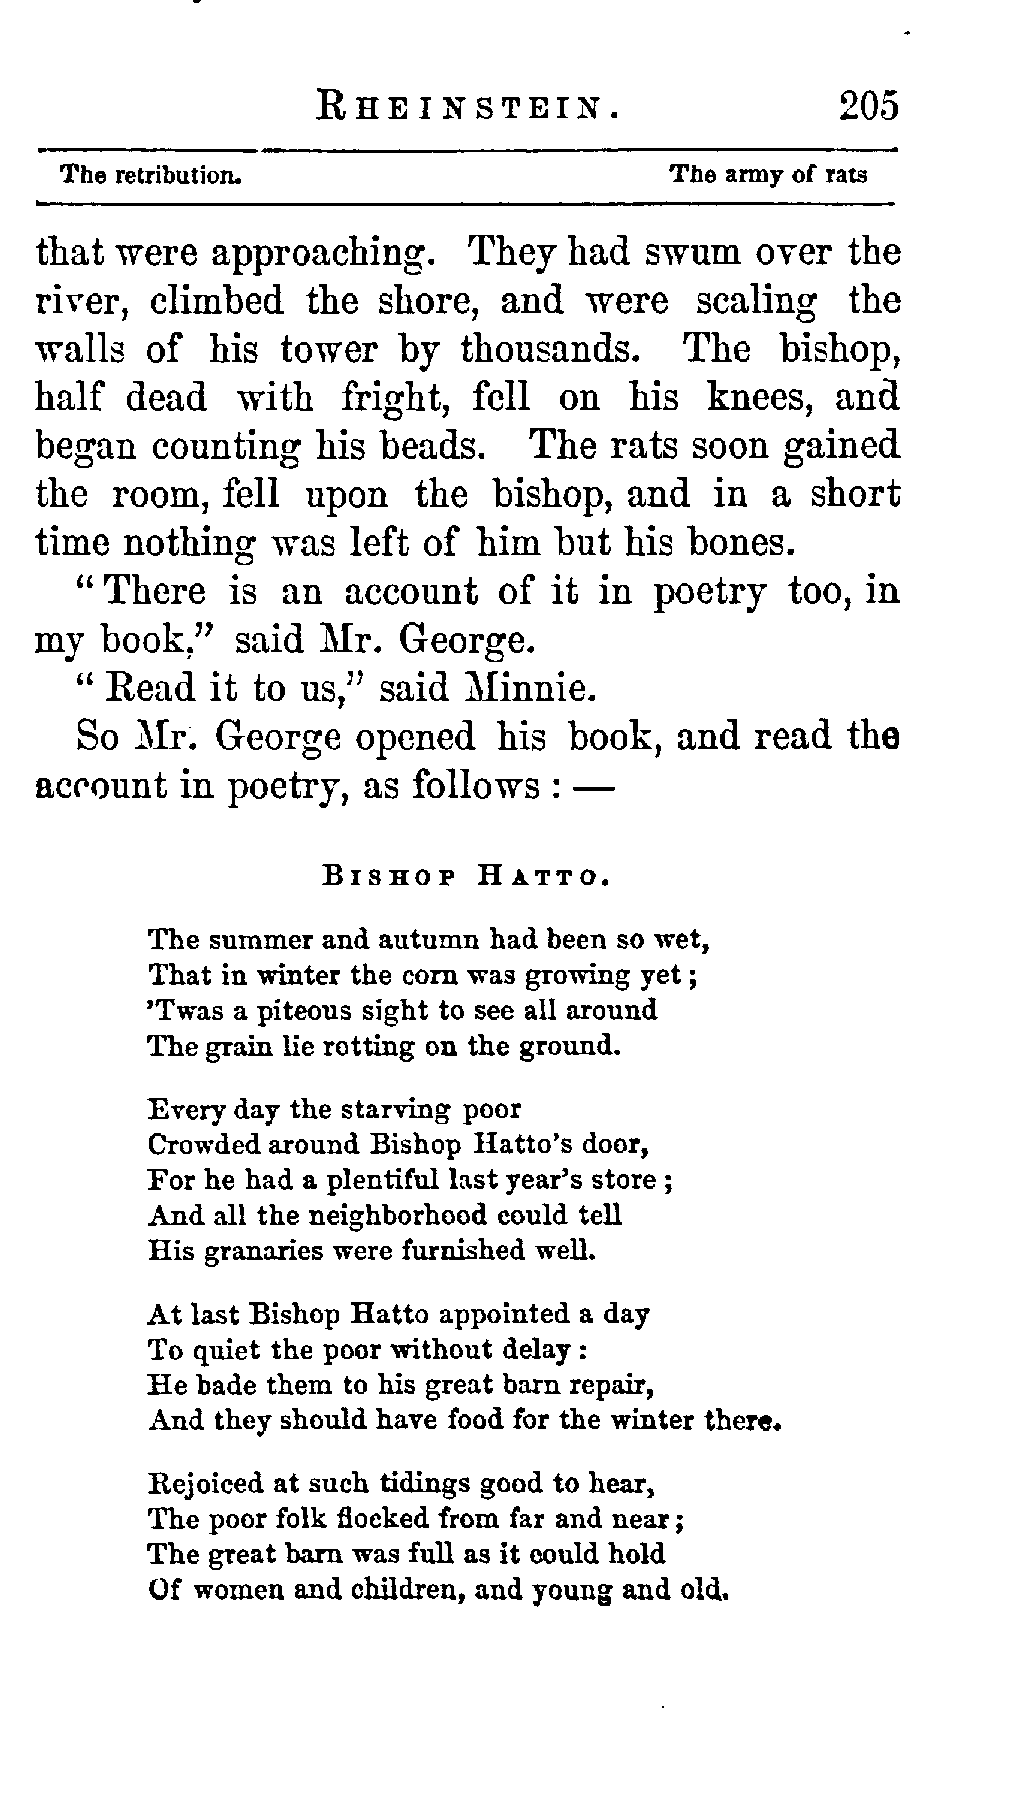 RHEINSTEIN. 205
The retribution. The army of rats
that were approaching. They had swum over the
river, climbed the shore, and were scaling the
walls of his tower by thousands. The bishop,
half dead with fright, fell on his knees, and
began counting his beads. The rats soon gained
the room, fell upon the bishop, and in a short
time nothing was left of him but his bones.
“There is an account of it in poetry too, in
my book,” said Mr. George.
“Read it to us,” said Minnie.
So Mr. George opened his book, and read the
account in poetry, as follows : —
BISHOP HATTO.
The summer and autumn had been so wet,
That in winter the corn was growing yet;
’Twas a piteous sight to see all around
The grain lie rotting on the ground.
Every day the starving poor
Crowded around Bishop Hatto’s door,
For he had a plentiful last year’s store;
And all the neighborhood could tell
His granaries were furnished well.
At last Bishop Hatto appointed a day
To quiet the poor without delay:
He bade them to his great barn repair,
And they should have food for the winter there.
Rejoiced at such tidings good to hear,
The poor folk flocked from far and near;
The great barn was full as it could hold
Of women and children, and young and old.